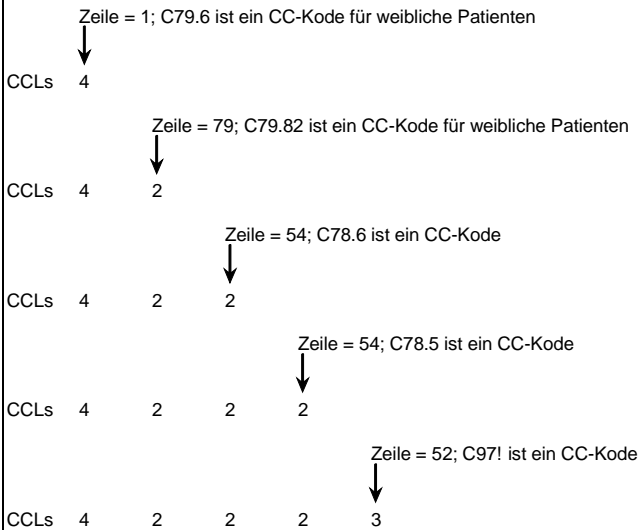 Zeile = 1; C79.6 ist ein CC-Kode für weibliche Patienten
CCLs 4
Zeile = 79; C79.82 ist ein CC-Kode für weibliche Patienten
CCLs 4 2
Zeile = 54; C78.6 ist ein CC-Kode
CCLs 4 2 2
Zeile = 54; C78.5 ist ein CC-Kode
CCLs 4 2 2 2
Zeile = 52; C97! ist ein CC-Kode
CCLs 4 2 2 2 3